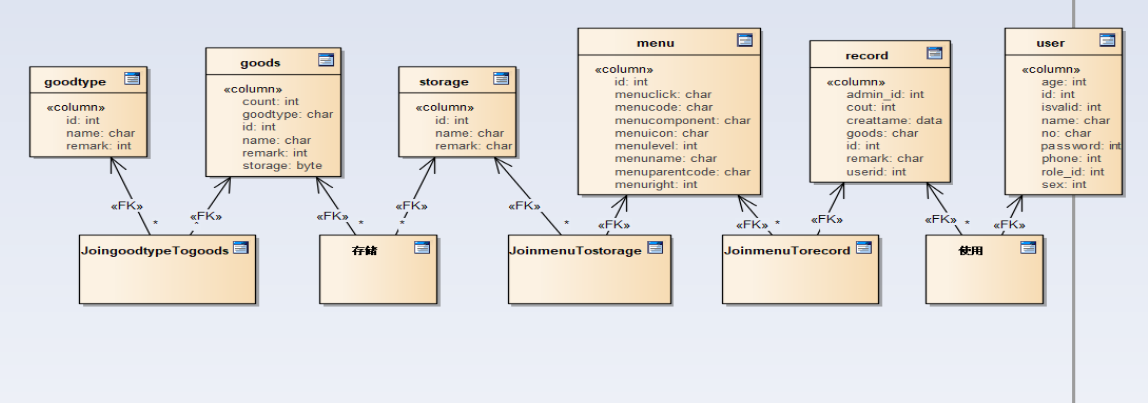 goodtype
«column»
id: int
name: char
remark: int
goods
«column»
count: int
goodtype: char
id: int
name: char
remark: int
storage: byte
storage
«column»
id: int
name: char
remark: char
menu
«column»
id: int
menuclick: char
menucode: char
menucomponent: char
menuicon: char
menulevel: int
menuname: char
menuparentcode: char
menuright: int
record
«column»
admin_id: int
cout: int
creattame: data
goods: char
id: int
remark: char
userid: int
user
«column»
age: int
id: int
isvalid: int
name: char
no: char
password: int
phone: int
role_id: int
sex: int
«FK»
*
«FK»
*
«FK»
*
«FK»
*
«FK»
*
«FK»
«FK»
*
«FK»
«FK»
*
«FK»
JoingoodtypeTogoods
存储
JoinmenuTostorage
JoinmenuTorecord
使用